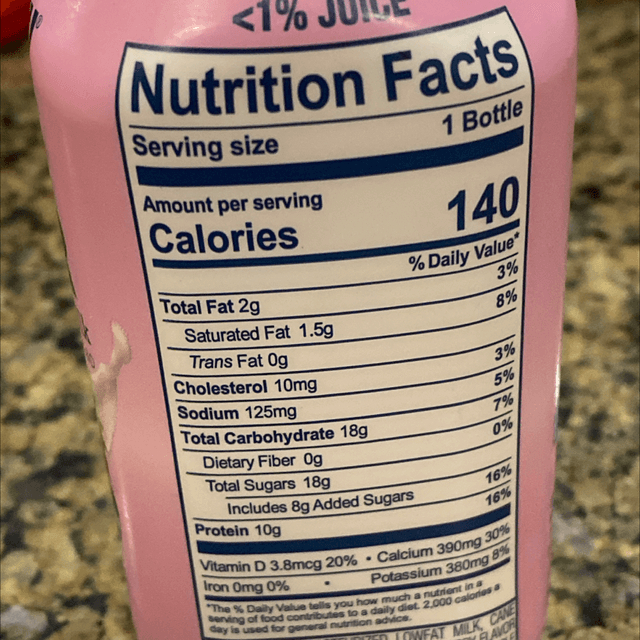 <1% JUICE
Nutrition Facts
Serving size 1 Bottle
Amount per serving
Calories 140
% Daily Value*
Total Fat 2g 3%
Saturated Fat 1.5g 8%
Trans Fat 0g
Cholesterol 10mg 3%
Sodium 125mg 5%
Total Carbohydrate 18g 7%
Dietary Fiber 0g 0%
Total Sugars 18g
Includes 8g Added Sugars 16%
Protein 10g 16%
Vitamin D 3.8mcg 20% • Calcium 390mg 30%
Iron 0mg 0% • Potassium 380mg 8%
*The % Daily Value tells you how much a nutrient in a
serving of food contributes to a daily diet. 2,000 calories a
day is used for general nutrition advice.
LOWFAT MILK, CANE